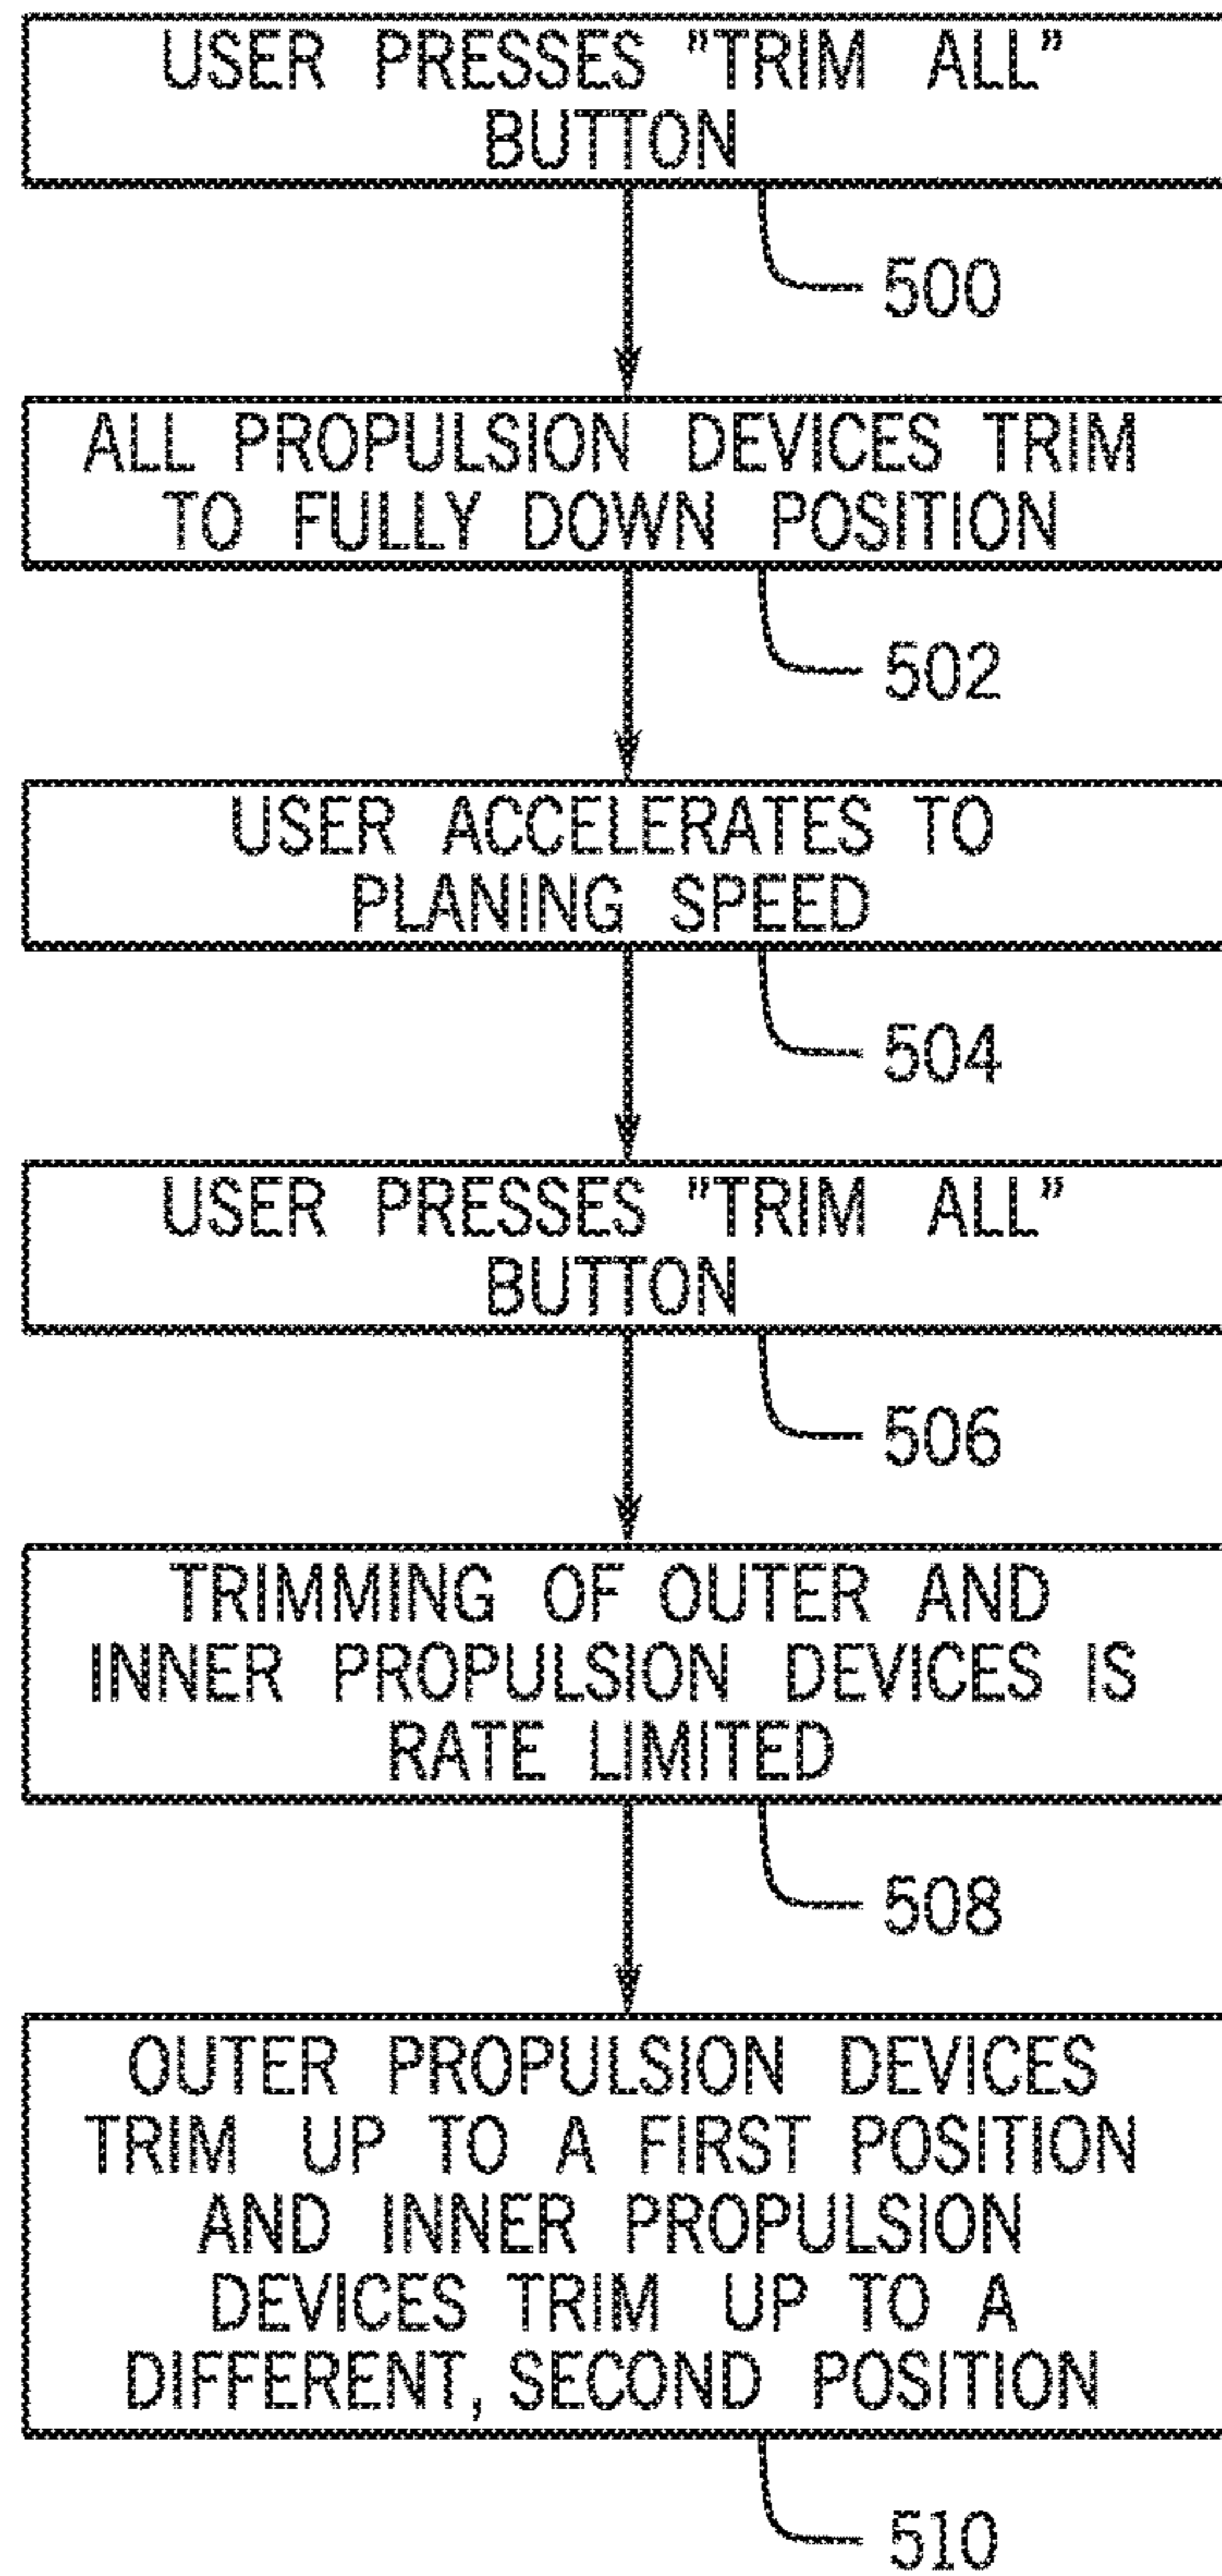 USER PRESSES "TRIM ALL"
BUTTON
500
ALL PROPULSION DEVICES TRIM
TO FULLY DOWN POSITION
502
USER ACCELERATES TO
PLANING SPEED
504
USER PRESSES "TRIM ALL"
BUTTON
506
TRIMMING OF OUTER AND
INNER PROPULSION DEVICES IS
RATE LIMITED
508
OUTER PROPULSION DEVICES
TRIM UP TO A FIRST POSITION
AND INNER PROPULSION
DEVICES TRIM UP TO A
DIFFERENT, SECOND POSITION
510